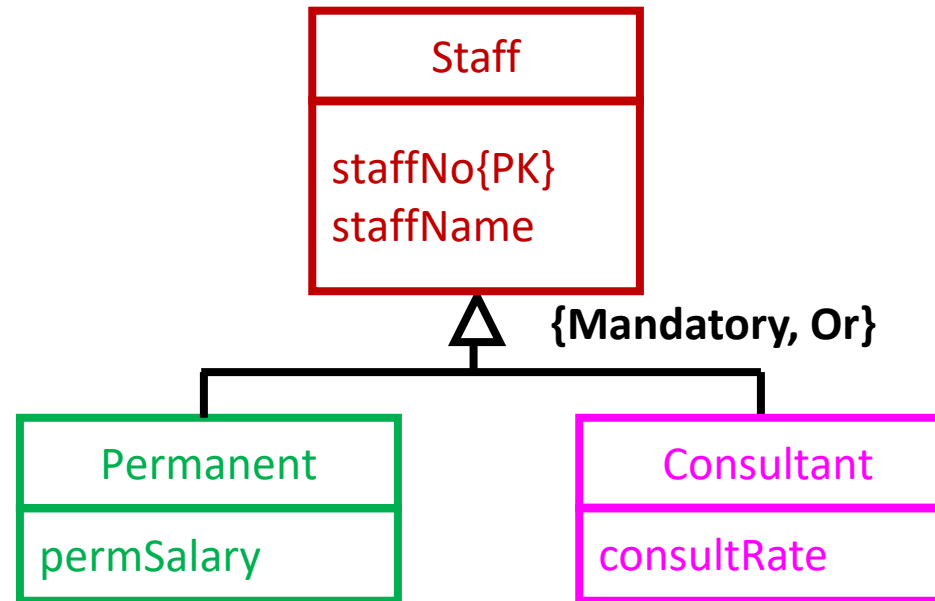 Staff
staffNo{PK}
staffName
{Mandatory, Or}
Permanent
permSalary
Consultant
consultRate